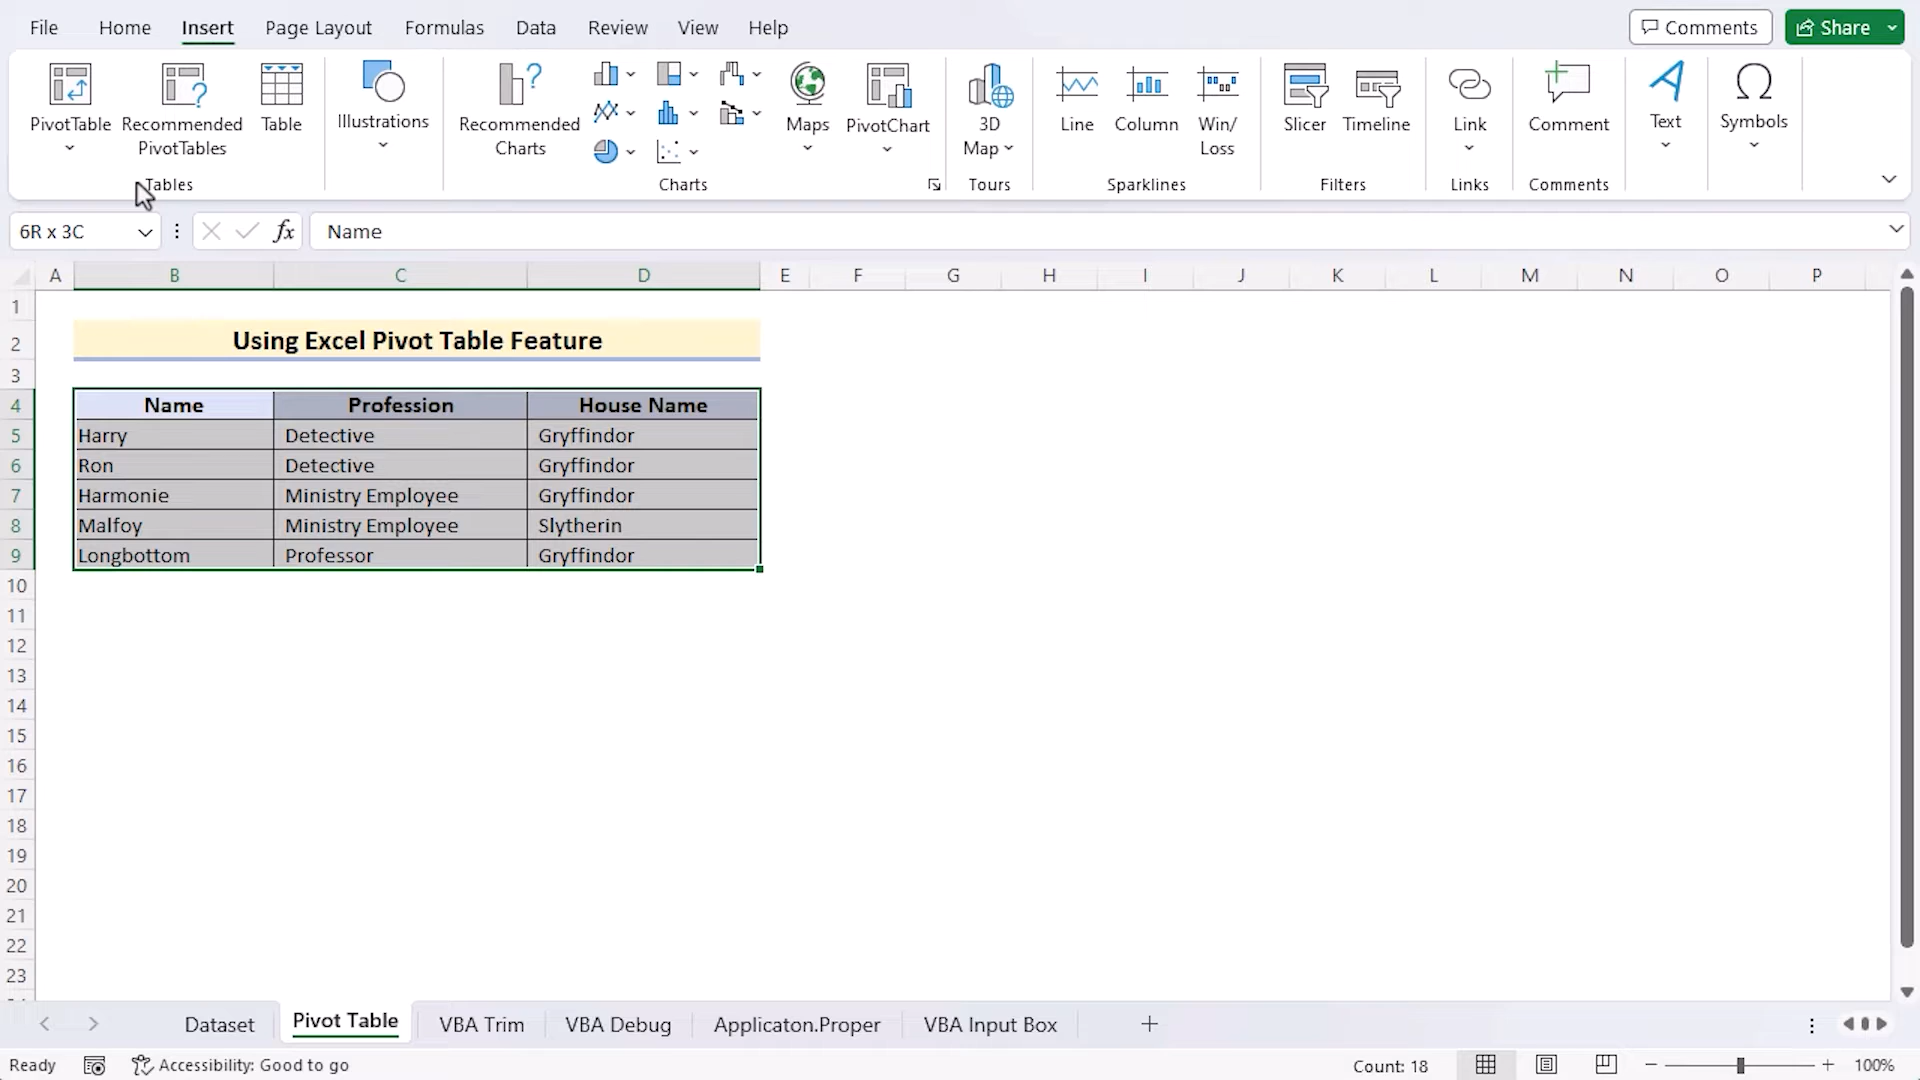 File Home Insert Page Layout Formulas Data Review View Help Comments Share
PivotTable Recommended PivotTables Table Illustrations Recommended Charts Maps PivotChart 3D Map Line Column Win/Loss Slicer Timeline Link Comment Text Symbols
Tables Charts Tours Sparklines Filters Links Comments
6R x 3C fx Name
A B C D E F G H I J K L M N O P
1
2 Using Excel Pivot Table Feature
3
4 Name Profession House Name
5 Harry Detective Gryffindor
6 Ron Detective Gryffindor
7 Harmonie Ministry Employee Gryffindor
8 Malfoy Ministry Employee Slytherin
9 Longbottom Professor Gryffindor
10
11
12
13
14
15
16
17
18
19
20
21
22
23
Dataset Pivot Table VBA Trim VBA Debug Applicaton.Proper VBA Input Box
Ready Accessibility: Good to go Count: 18 100%